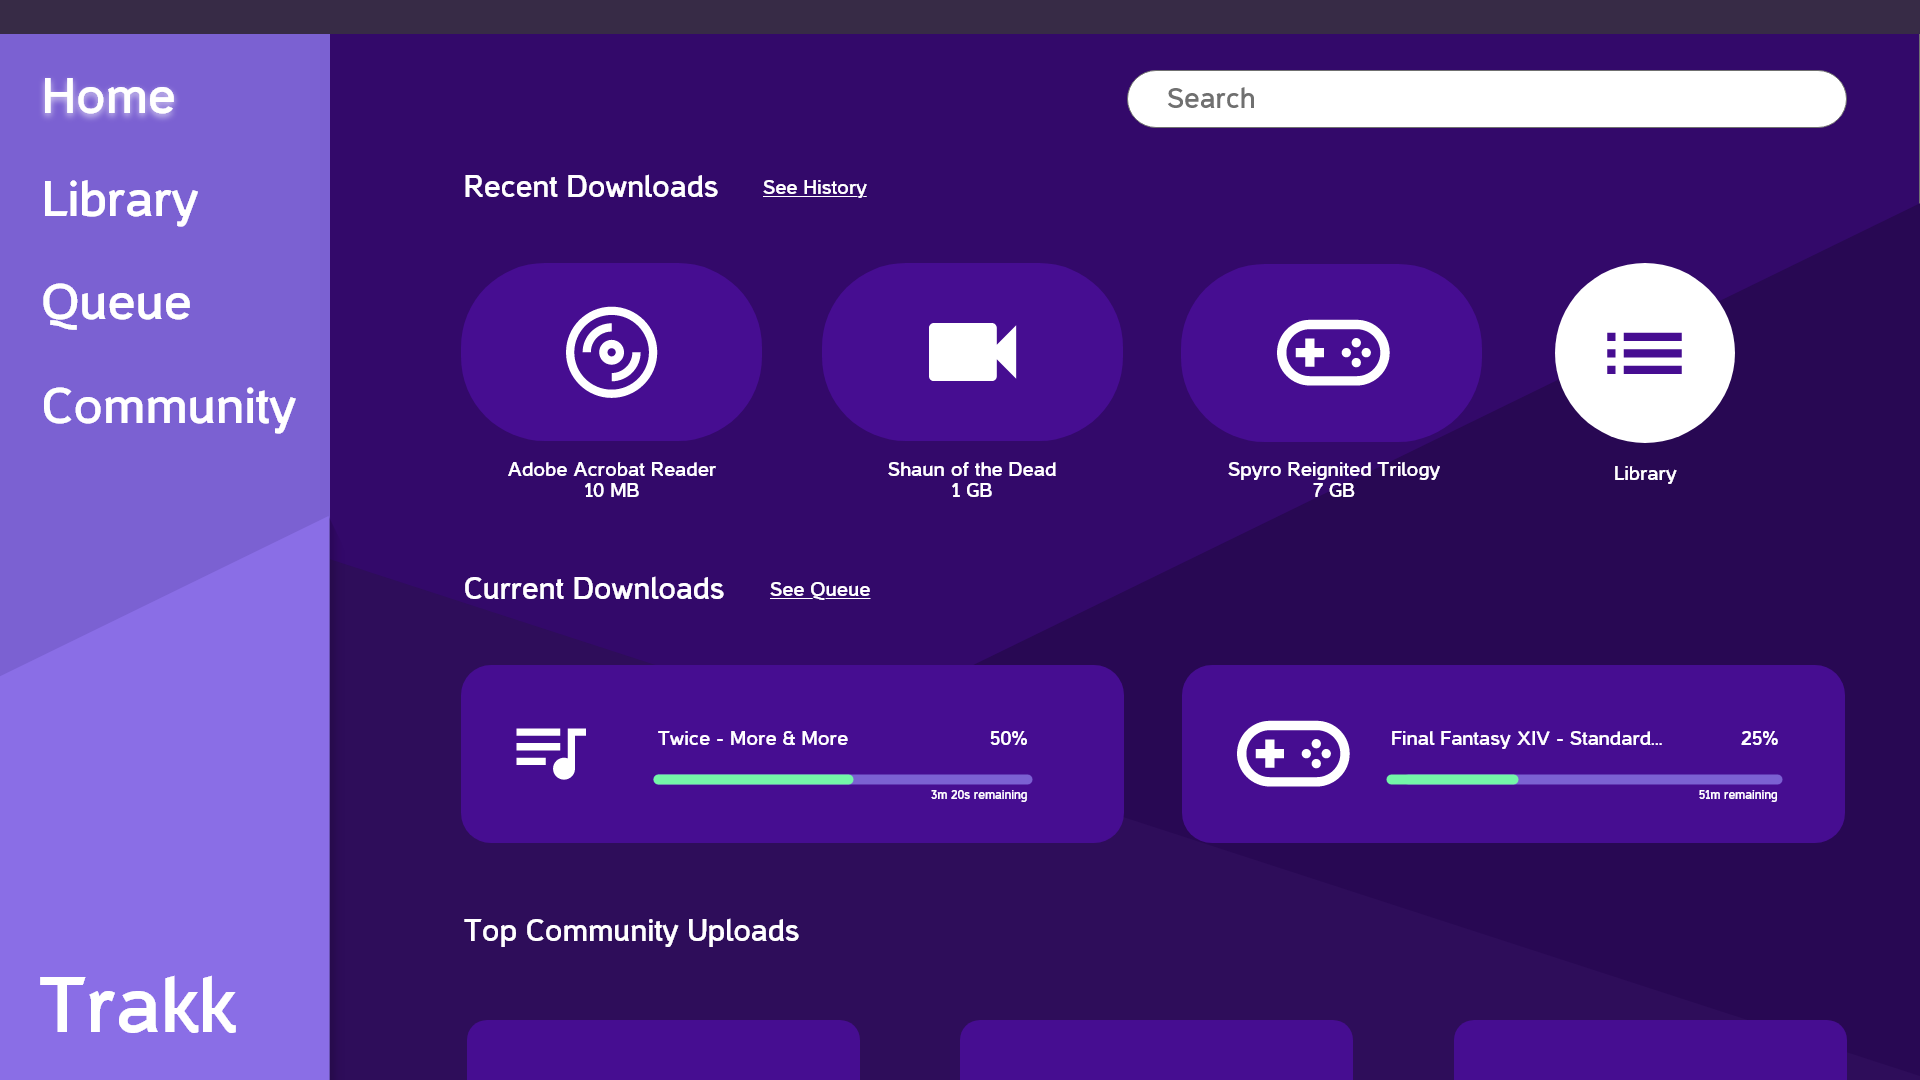 Home
Library
Queue
Community
Trakk
Search
Recent Downloads
See History
Adobe Acrobat Reader
10 MB
Shaun of the Dead
1 GB
Spyro Reignited Trilogy
7 GB
Library
Current Downloads
See Queue
Twice - More & More
50%
3m 20s remaining
Final Fantasy XIV - Standard...
25%
51m remaining
Top Community Uploads